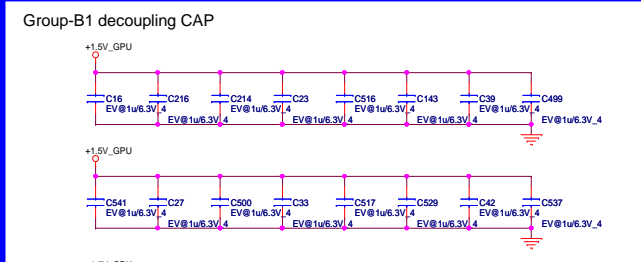 Group-B1 decoupling CAP
+1.5V_GPU
C16 C216 C214 C23 C516 C143 C39 C499
EV@1u/6.3V_4 EV@1u/6.3V_4 EV@1u/6.3V_4 EV@1u/6.3V_4
EV@1u/6.3V_4 EV@1u/6.3V_4 EV@1u/6.3V_4 EV@1u/6.3V_4
+1.5V_GPU
C541 C27 C500 C33 C517 C529 C42 C537
EV@1u/6.3V_4 EV@1u/6.3V_4 EV@1u/6.3V_4 EV@1u/6.3V_4
EV@1u/6.3V_4 EV@1u/6.3V_4 EV@1u/6.3V_4 EV@1u/6.3V_4